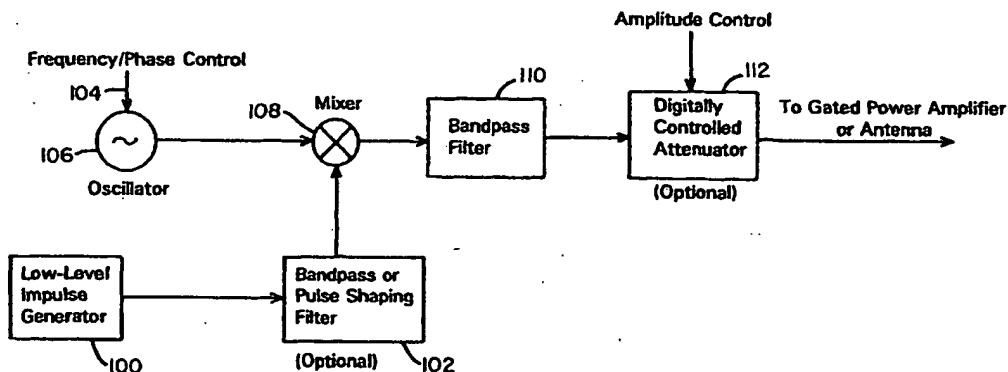 Amplitude Control
Frequency/Phase Control
104
106
Oscillator
108
Mixer
110
Bandpass
Filter
112
Digitally
Controlled
Attenuator
(Optional)
To Gated Power Amplifier
or Antenna
Low-Level
Impulse
Generator
100
Bandpass or
Pulse Shaping
Filter
(Optional)
102